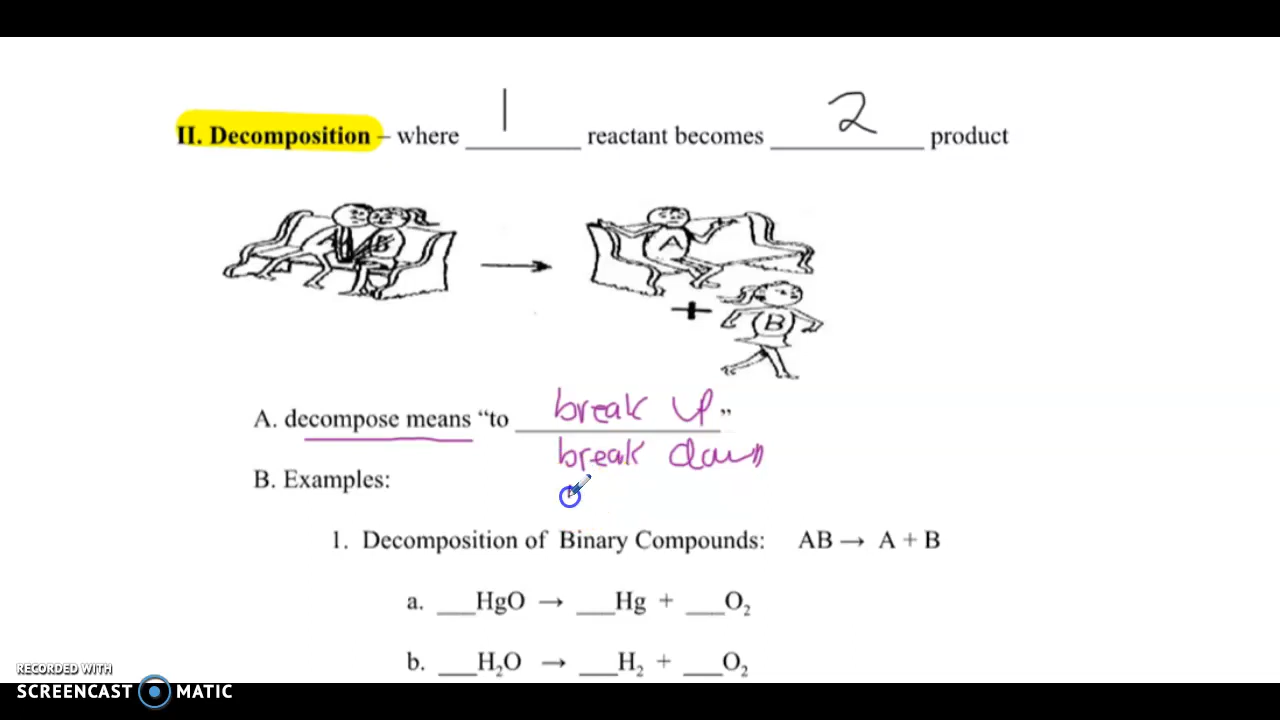 II. Decomposition – where 1 reactant becomes 2 product
A B A
+ B
A. decompose means “to break up”
break down
B. Examples:
1. Decomposition of Binary Compounds: AB → A + B
a. ___HgO → ___Hg + ___O₂
b. ___H₂O → ___H₂ + ___O₂
RECORDED WITH
SCREENCAST MATIC